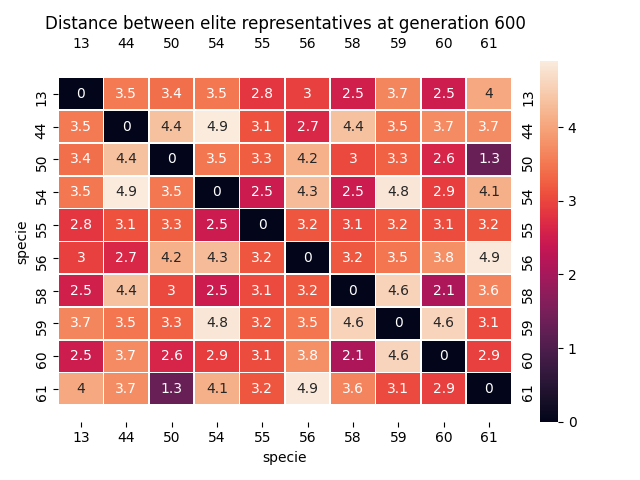 Distance between elite representatives at generation 600
13 44 50 54 55 56 58 59 60 61
13 0 3.5 3.4 3.5 2.8 3 2.5 3.7 2.5 4 13
44 3.5 0 4.4 4.9 3.1 2.7 4.4 3.5 3.7 3.7 44
50 3.4 4.4 0 3.5 3.3 4.2 3 3.3 2.6 1.3 50
54 3.5 4.9 3.5 0 2.5 4.3 2.5 4.8 2.9 4.1 54
55 2.8 3.1 3.3 2.5 0 3.2 3.1 3.2 3.1 3.2 55
56 3 2.7 4.2 4.3 3.2 0 3.2 3.5 3.8 4.9 56
58 2.5 4.4 3 2.5 3.1 3.2 0 4.6 2.1 3.6 58
59 3.7 3.5 3.3 4.8 3.2 3.5 4.6 0 4.6 3.1 59
60 2.5 3.7 2.6 2.9 3.1 3.8 2.1 4.6 0 2.9 60
61 4 3.7 1.3 4.1 3.2 4.9 3.6 3.1 2.9 0 61
13 44 50 54 55 56 58 59 60 61
specie
specie
4
3
2
1
0